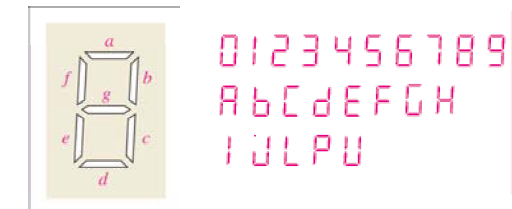 a
f b
g
e c
d
0123456789
AbCdEFGH
IJLPU